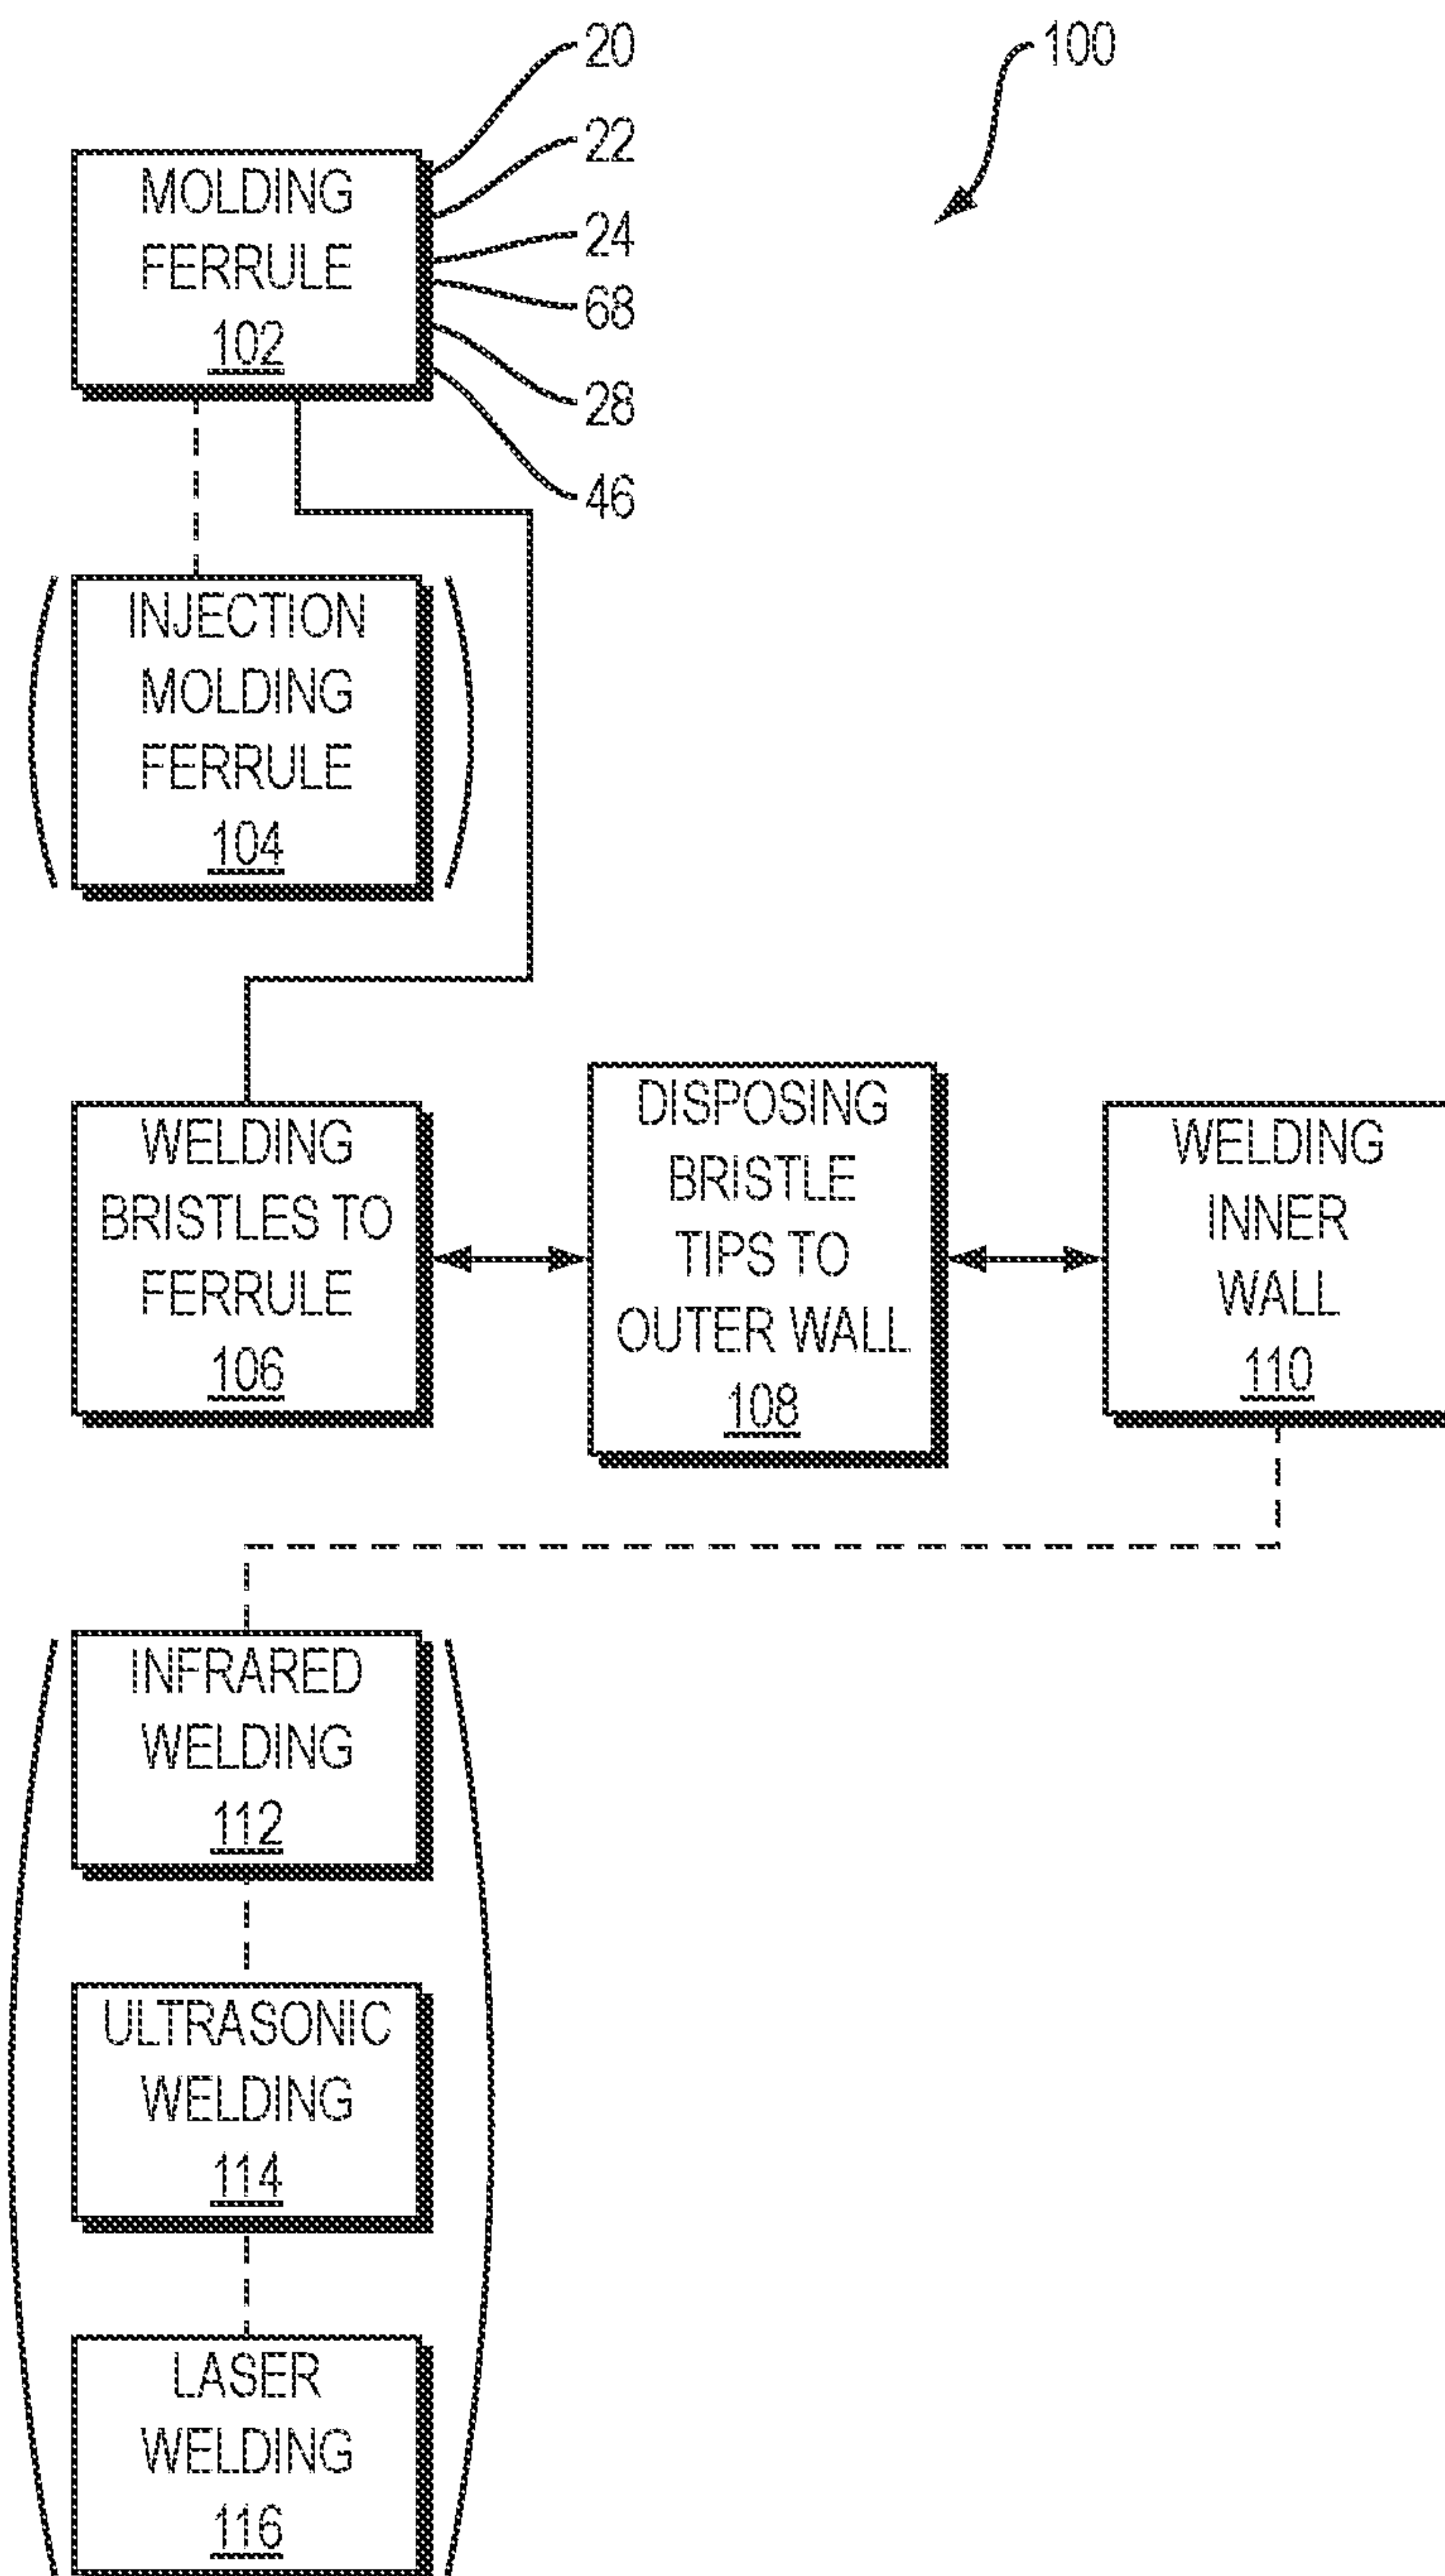 20
100
22
24
68
28
46
MOLDING
FERRULE
102
INJECTION
MOLDING
FERRULE
104
WELDING
BRISTLES TO
FERRULE
106
DISPOSING
BRISTLE
TIPS TO
OUTER WALL
108
WELDING
INNER
WALL
110
INFRARED
WELDING
112
ULTRASONIC
WELDING
114
LASER
WELDING
116